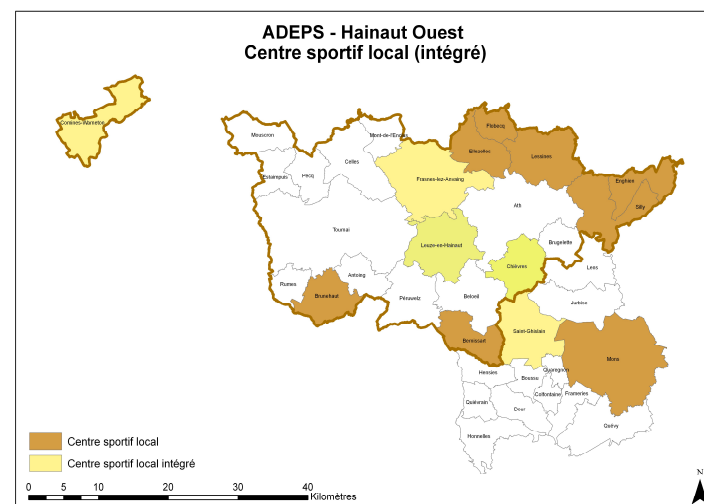 ADEPS - Hainaut Ouest
Centre sportif local (intégré)
Comines-Warneton
Mouscron
Mont-de-l'Enclus
Flobecq
Ellezelles
Lessines
Celles
Pecq
Estaimpuis
Frasnes-lez-Anvaing
Enghien
Silly
Ath
Tournai
Brugelette
Leuze-en-Hainaut
Chièvres
Lens
Antoing
Rumes
Brunehaut
Péruwelz
Beloeil
Jurbise
Saint-Ghislain
Bernissart
Mons
Hensies
Quaregnon
Boussu
Colfontaine
Frameries
Quiévrain
Dour
Quévy
Honnelles
Centre sportif local
Centre sportif local intégré
0 5 10 20 30 40
Kilomètres
N